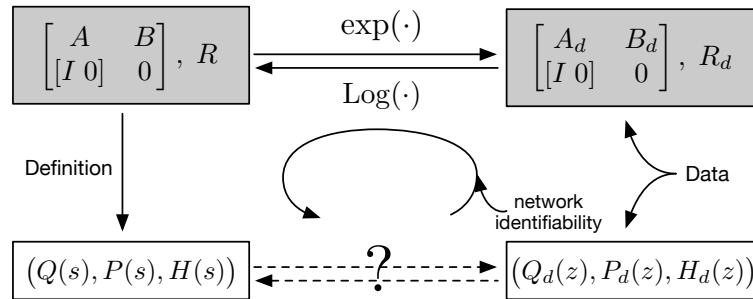 [A B [I 0] 0], R
exp(·)
Log(·)
[A_d B_d [I 0] 0], R_d
Definition
network
identifiability
Data
(Q(s), P(s), H(s))
?
(Q_d(z), P_d(z), H_d(z))